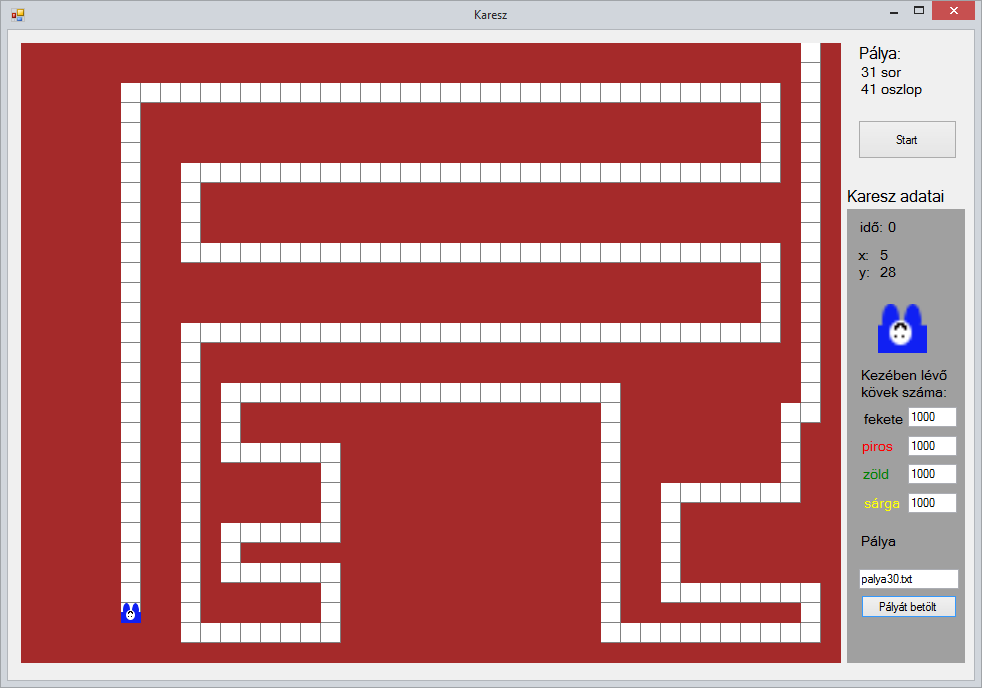 Karesz
Pálya:
31 sor
41 oszlop
Start
Karesz adatai
idő: 0
x: 5
y: 28
Kezében lévő
kövek száma:
fekete 1000
piros 1000
zöld 1000
sárga 1000
Pálya
palya30.txt
Pályát betölt